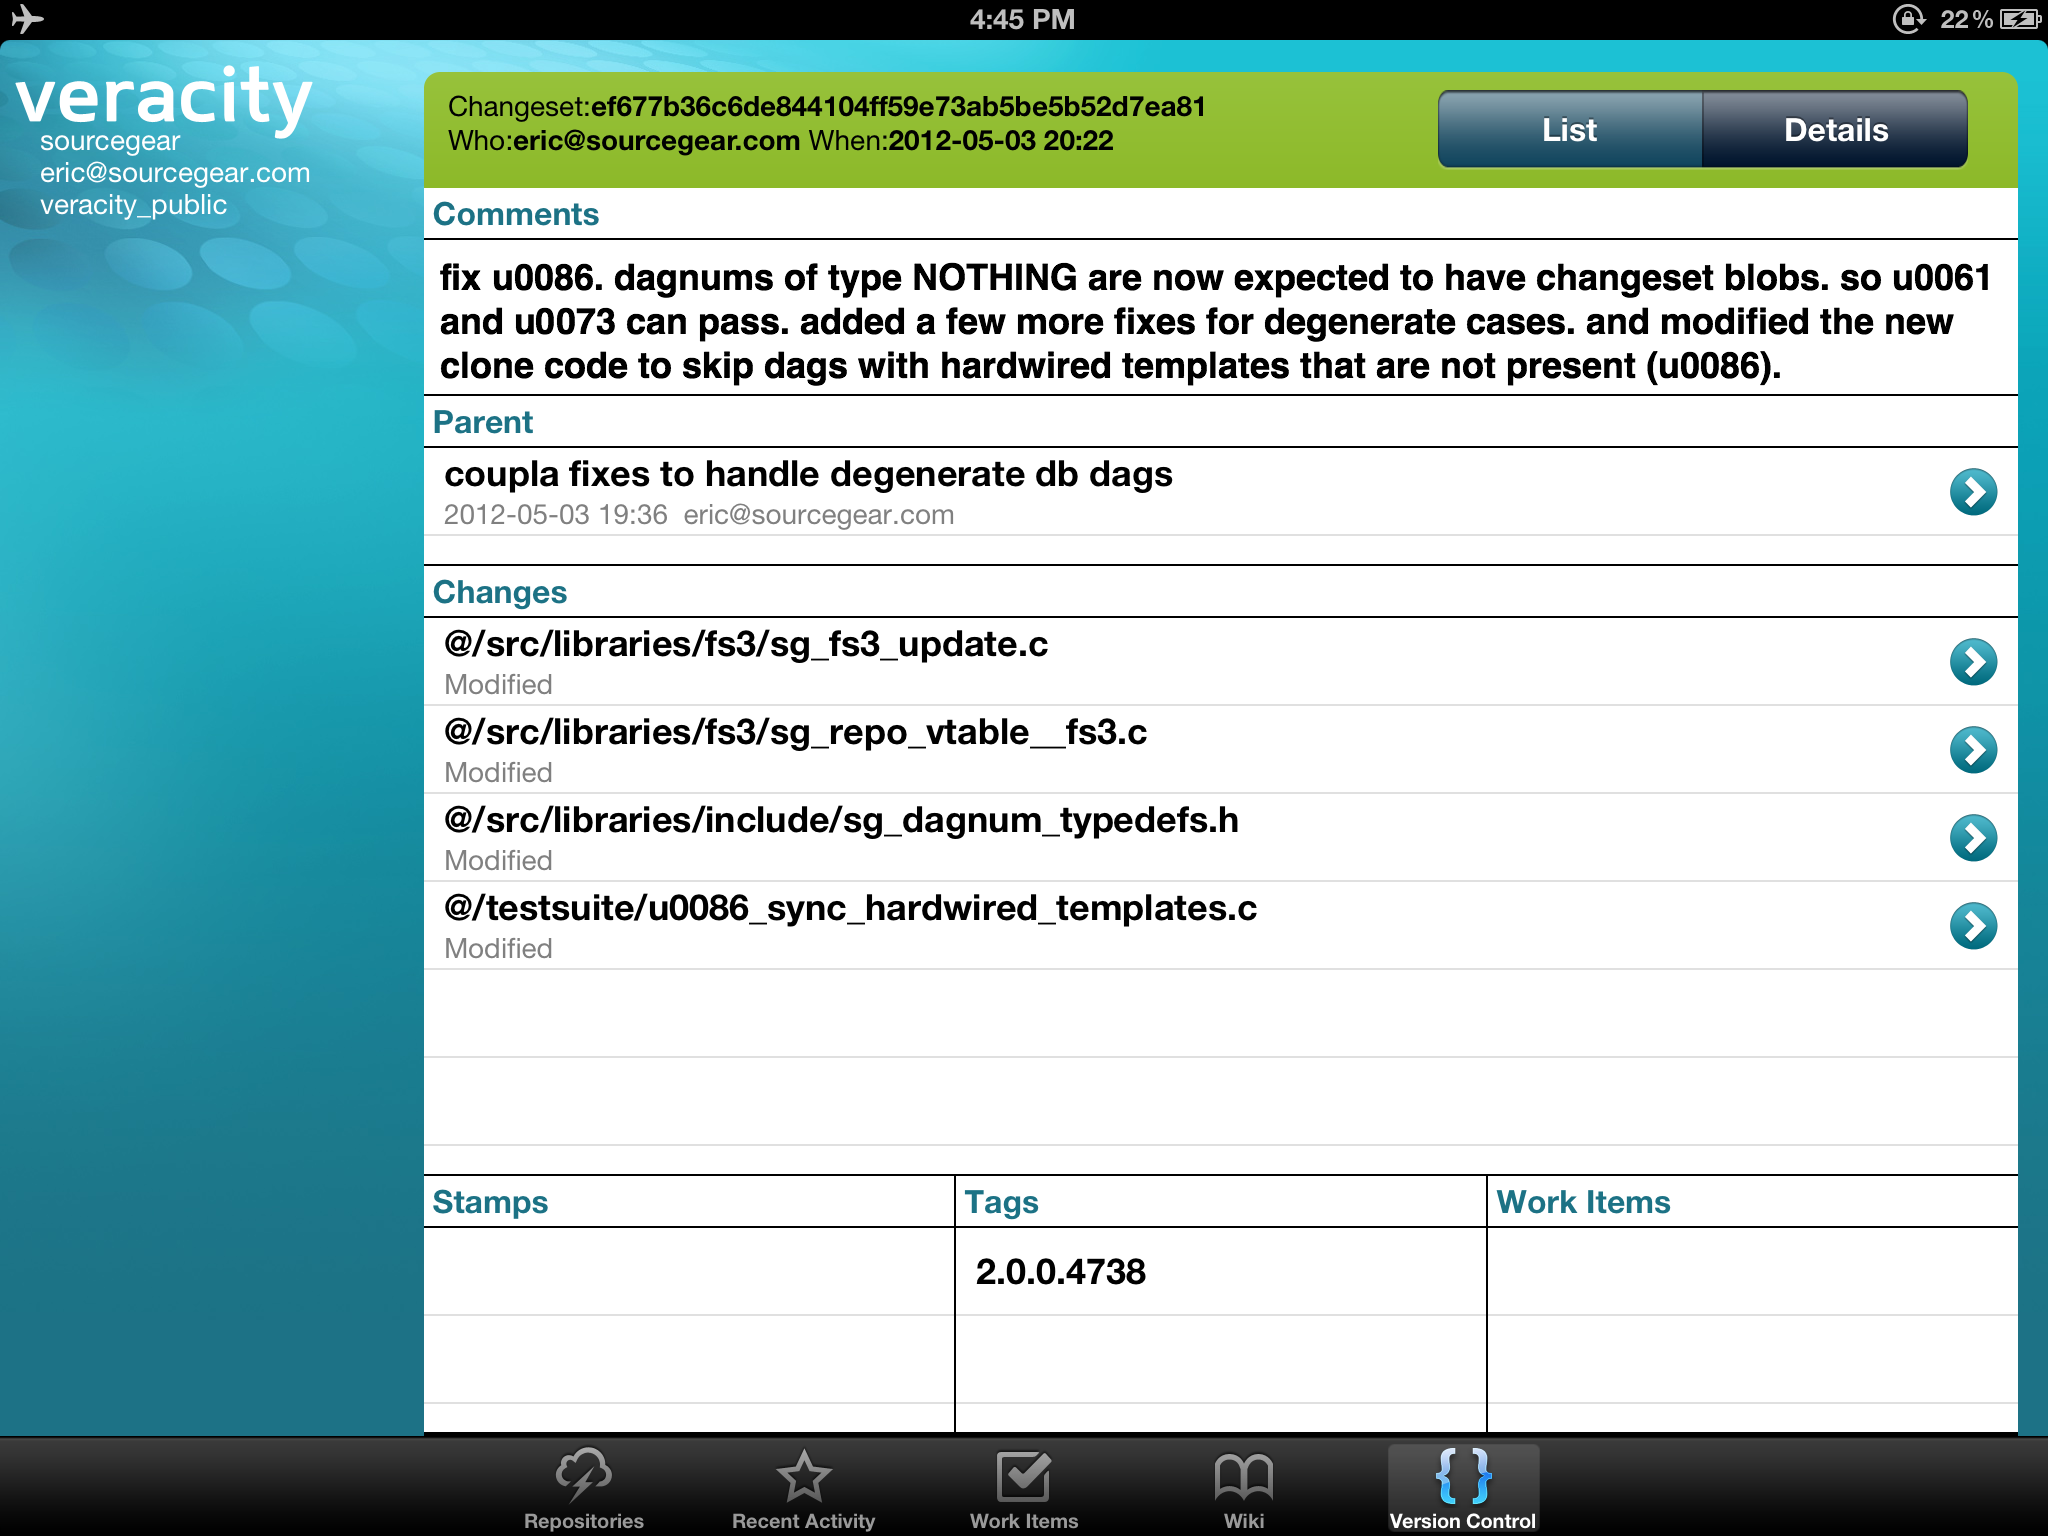 4:45 PM
22%
veracity
sourcegear
eric@sourcegear.com
veracity_public
Changeset:ef677b36c6de844104ff59e73ab5be5b52d7ea81
Who:eric@sourcegear.com When:2012-05-03 20:22
List
Details
Comments
fix u0086. dagnums of type NOTHING are now expected to have changeset blobs. so u0061
and u0073 can pass. added a few more fixes for degenerate cases. and modified the new
clone code to skip dags with hardwired templates that are not present (u0086).
Parent
coupla fixes to handle degenerate db dags
2012-05-03 19:36 eric@sourcegear.com
Changes
@/src/libraries/fs3/sg_fs3_update.c
Modified
@/src/libraries/fs3/sg_repo_vtable__fs3.c
Modified
@/src/libraries/include/sg_dagnum_typedefs.h
Modified
@/testsuite/u0086_sync_hardwired_templates.c
Modified
Stamps
Tags
Work Items
2.0.0.4738
Repositories
Recent Activity
Work Items
Wiki
Version Control